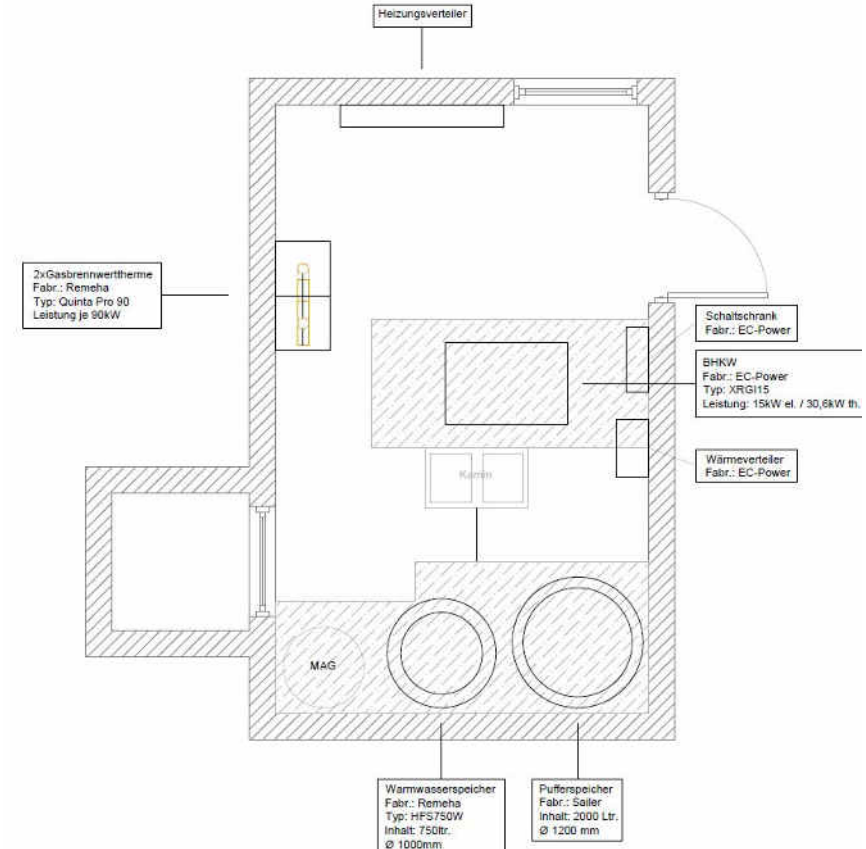 Heizungsverteiler
2xGasbrennwerttherme
Fabr.: Remeha
Typ: Quinta Pro 90
Leistung je 90kW
Schaltschrank
Fabr.: EC-Power
BHKW
Fabr.: EC-Power
Typ: XRGI15
Leistung: 15kW el. / 30,6kW th.
Wärmeverteiler
Fabr.: EC-Power
Kamin
MAG
Warmwasserspeicher
Fabr.: Remeha
Typ: HFS750W
Inhalt: 750ltr.
Ø 1000mm
Pufferspeicher
Fabr.: Sailer
Inhalt: 2000 Ltr.
Ø 1200 mm